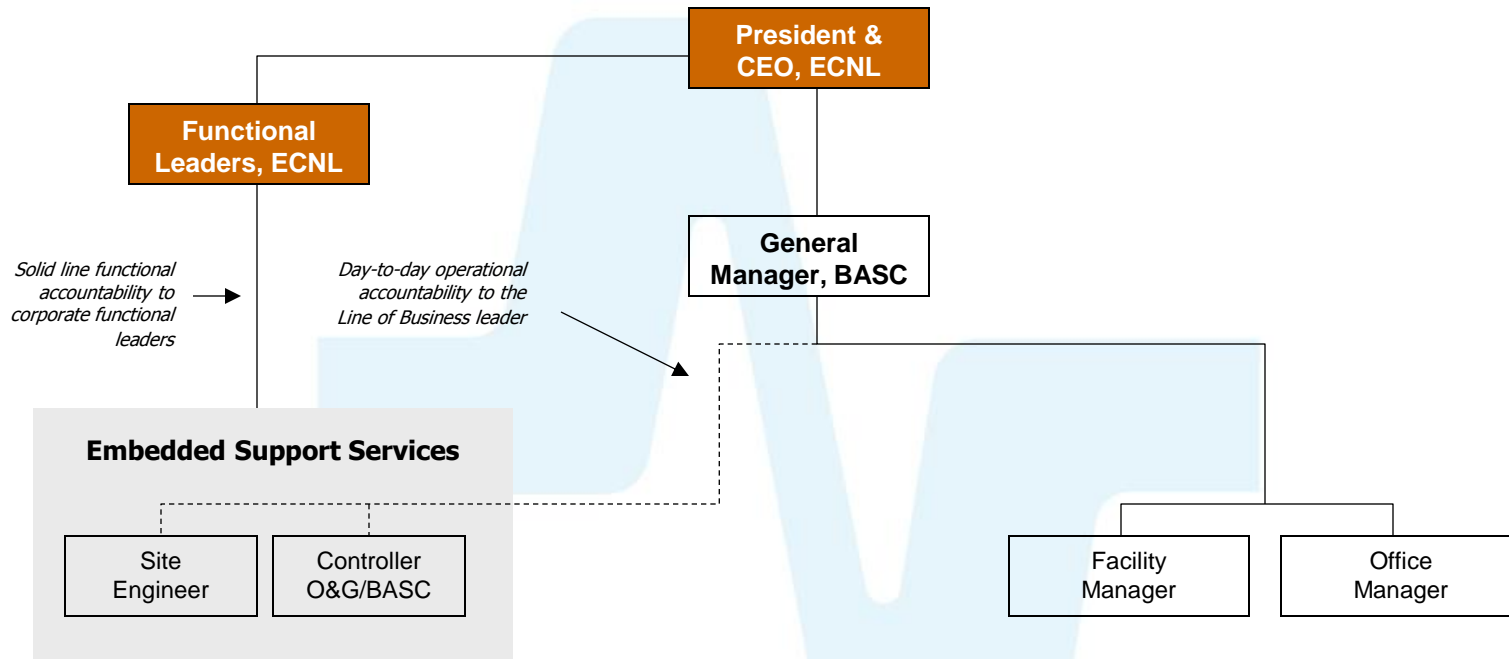 President &
CEO, ECNL
Functional
Leaders, ECNL
General
Manager, BASC
Solid line functional
accountability to
corporate functional
leaders
Day-to-day operational
accountability to the
Line of Business leader
Embedded Support Services
Site
Engineer
Controller
O&G/BASC
Facility
Manager
Office
Manager